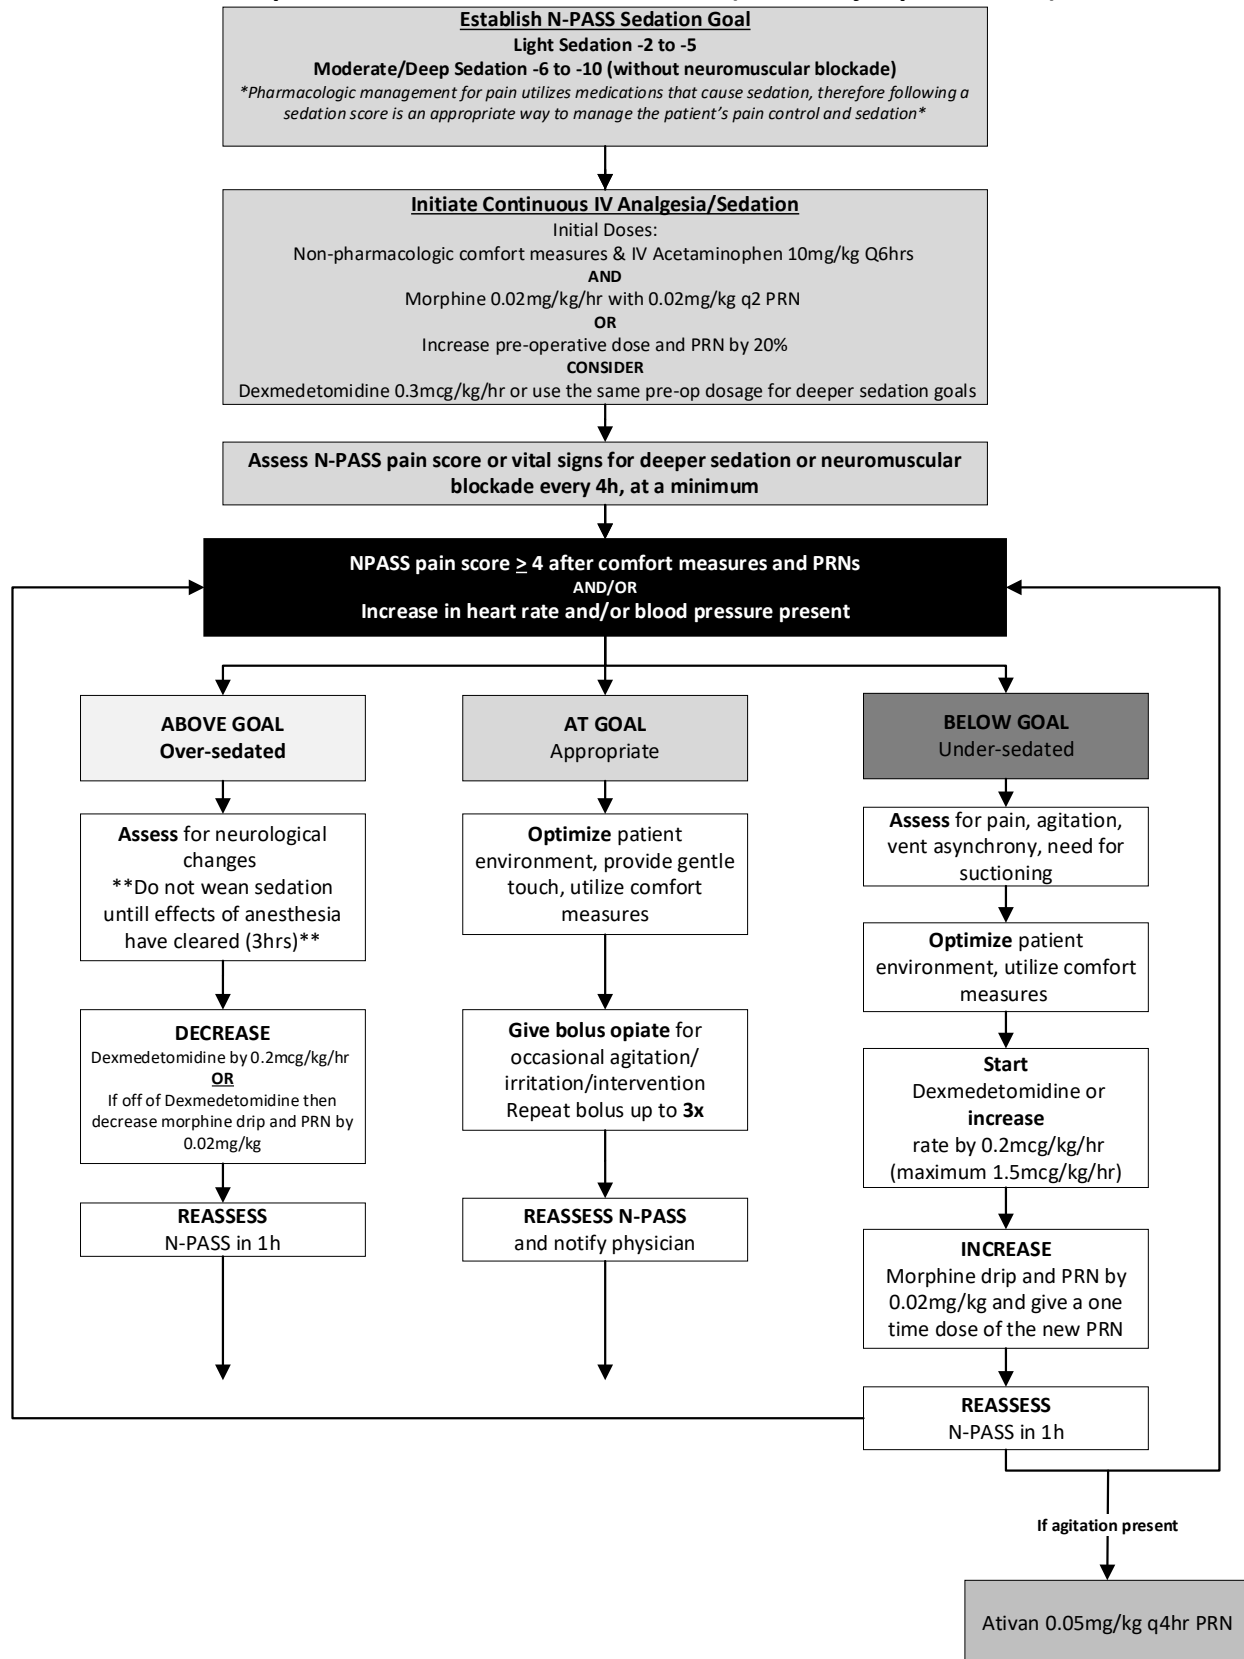 Establish N-PASS Sedation Goal
Light Sedation -2 to -5
Moderate/Deep Sedation -6 to -10 (without neuromuscular blockade)
*Pharmacologic management for pain utilizes medications that cause sedation, therefore following a
sedation score is an appropriate way to manage the patient's pain control and sedation*
Initiate Continuous IV Analgesia/Sedation
Initial Doses:
Non-pharmacologic comfort measures & IV Acetaminophen 10mg/kg Q6hrs
AND
Morphine 0.02mg/kg/hr with 0.02mg/kg q2 PRN
OR
Increase pre-operative dose and PRN by 20%
CONSIDER
Dexmedetomidine 0.3mcg/kg/hr or use the same pre-op dosage for deeper sedation goals
Assess N-PASS pain score or vital signs for deeper sedation or neuromuscular
blockade every 4h, at a minimum
NPASS pain score ≥ 4 after comfort measures and PRNs
AND/OR
Increase in heart rate and/or blood pressure present
ABOVE GOAL
Over-sedated
Assess for neurological
changes
**Do not wean sedation
untill effects of anesthesia
have cleared (3hrs)**
DECREASE
Dexmedetomidine by 0.2mcg/kg/hr
OR
If off of Dexmedetomidine then
decrease morphine drip and PRN by
0.02mg/kg
REASSESS
N-PASS in 1h
AT GOAL
Appropriate
Optimize patient
environment, provide gentle
touch, utilize comfort
measures
Give bolus opiate for
occasional agitation/
irritation/intervention
Repeat bolus up to 3x
REASSESS N-PASS
and notify physician
BELOW GOAL
Under-sedated
Assess for pain, agitation,
vent asynchrony, need for
suctioning
Optimize patient
environment, utilize comfort
measures
Start
Dexmedetomidine or
increase
rate by 0.2mcg/kg/hr
(maximum 1.5mcg/kg/hr)
INCREASE
Morphine drip and PRN by
0.02mg/kg and give a one
time dose of the new PRN
REASSESS
N-PASS in 1h
If agitation present
Ativan 0.05mg/kg q4hr PRN